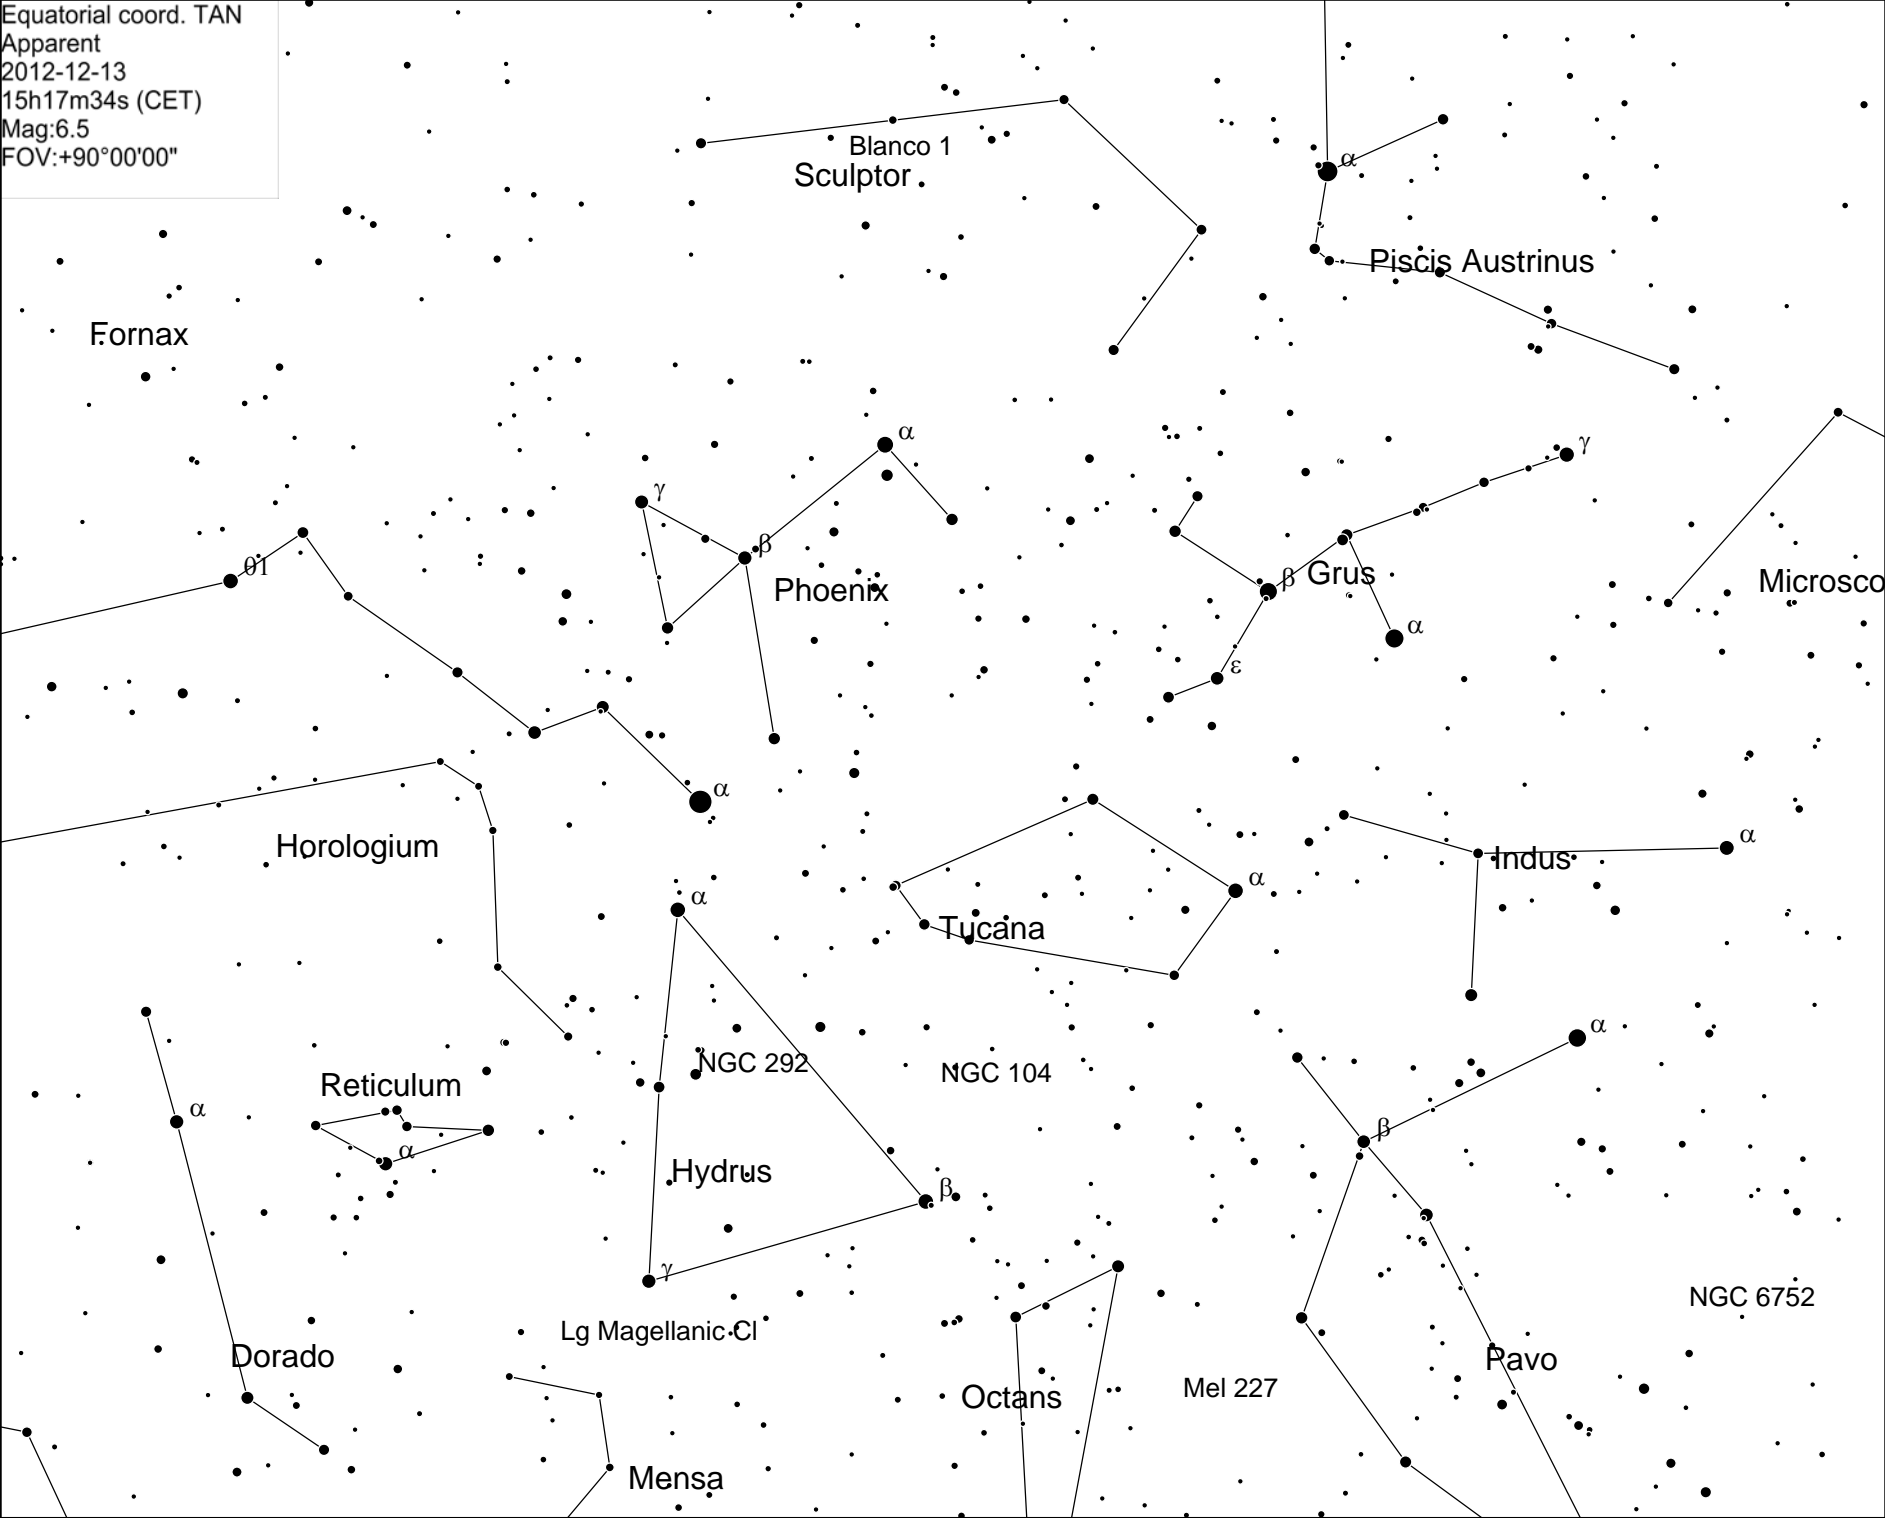 Equatorial coord. TAN
Apparent
2012-12-13
15h17m34s (CET)
Mag:6.5
FOV:+90°00'00"
Blanco 1
Sculptor
α
Piscis Austrinus
Fornax
α
γ
γ
β
θ1
Phoenix
β
Grus
Microsco
α
ε
α
Horologium
α
Indus
α
α
Tucana
α
NGC 292
NGC 104
Reticulum
α
β
α
Hydrus
β
γ
NGC 6752
Lg Magellanic Cl
Dorado
Pavo
Mel 227
Octans
Mensa